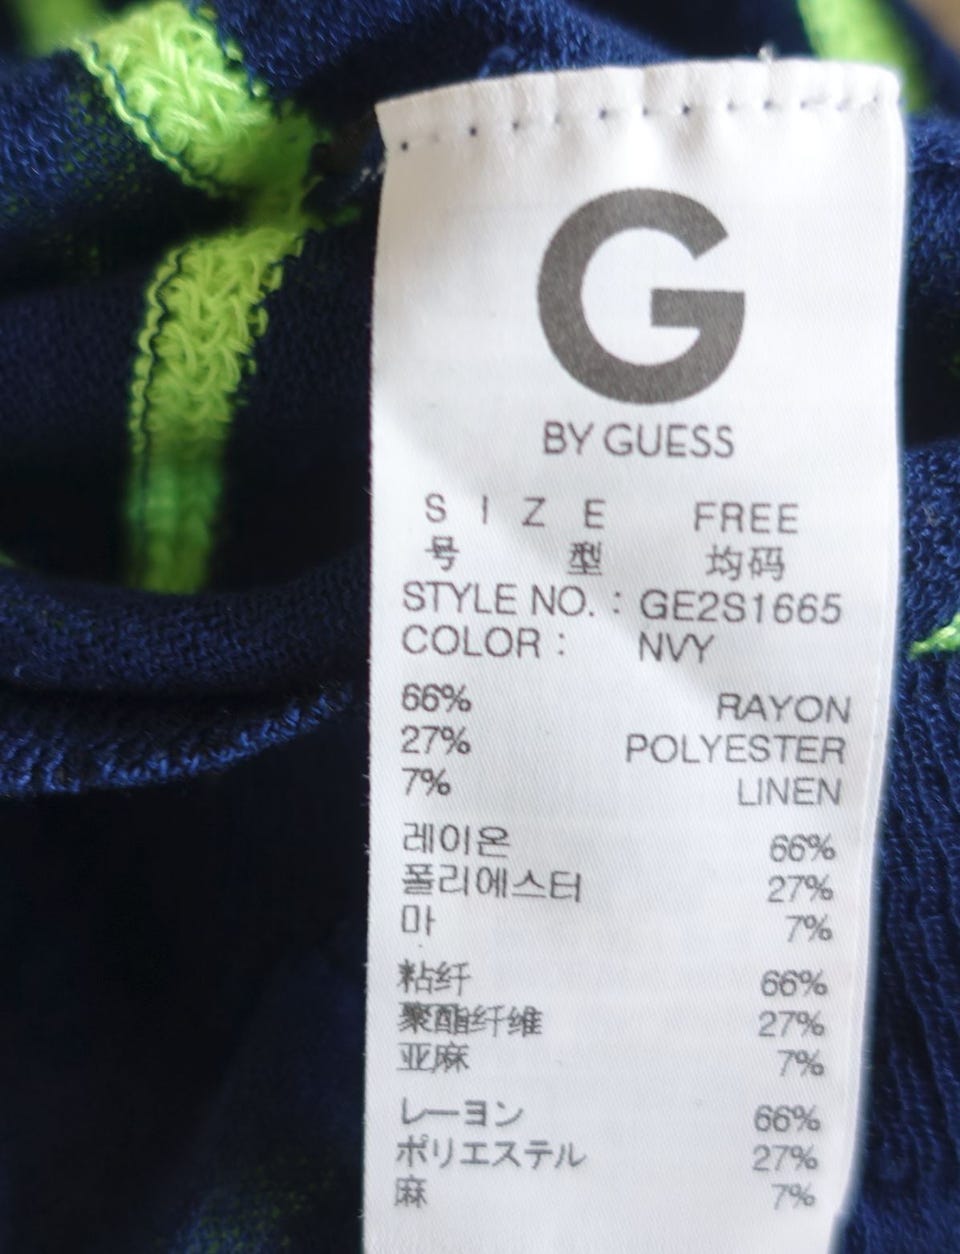 G
BY GUESS
SIZE FREE
号型 均码
STYLE NO. : GE2S1665
COLOR : NVY
66% RAYON
27% POLYESTER
7% LINEN
레이온 66%
폴리에스터 27%
마 7%
粘纤 66%
聚酯纤维 27%
亚麻 7%
レーヨン 66%
ポリエステル 27%
麻 7%